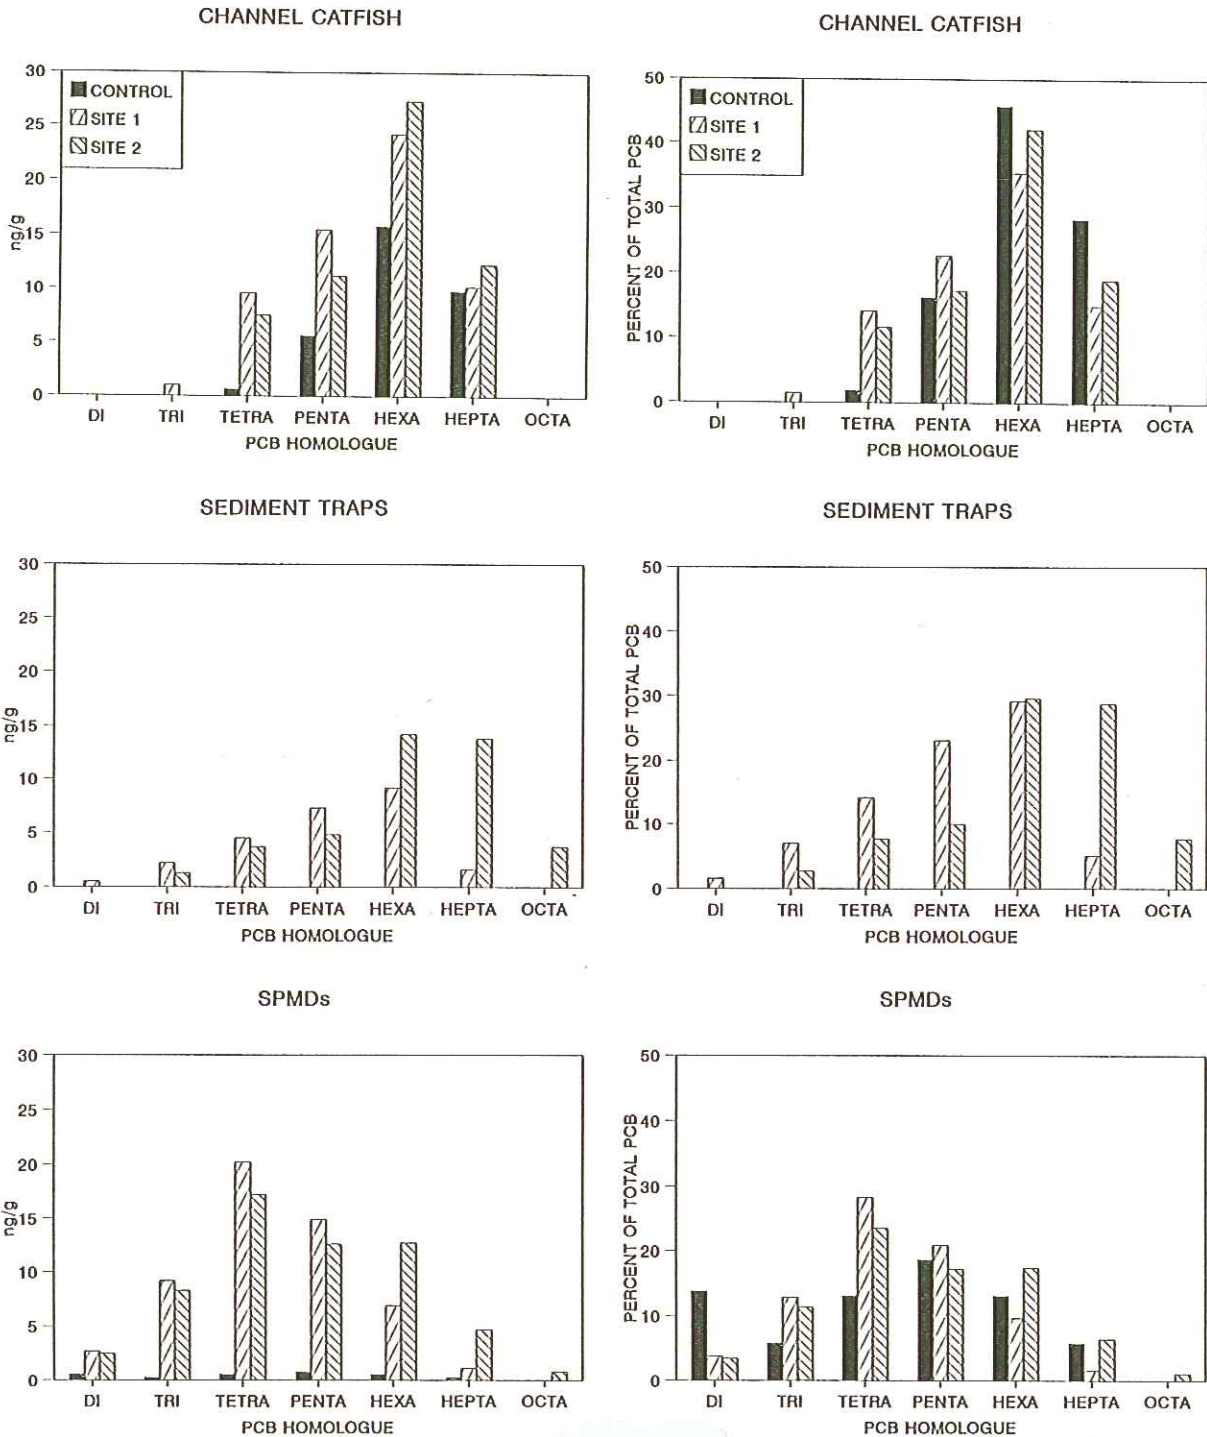 CHANNEL CATFISH
30
25
20
15
10
5
0
ng/g
CONTROL
SITE 1
SITE 2
DI TRI TETRA PENTA HEXA HEPTA OCTA
PCB HOMOLOGUE
CHANNEL CATFISH
50
40
30
20
10
0
PERCENT OF TOTAL PCB
CONTROL
SITE 1
SITE 2
DI TRI TETRA PENTA HEXA HEPTA OCTA
PCB HOMOLOGUE
SEDIMENT TRAPS
30
25
20
15
10
5
0
ng/g
DI TRI TETRA PENTA HEXA HEPTA OCTA
PCB HOMOLOGUE
SEDIMENT TRAPS
50
40
30
20
10
0
PERCENT OF TOTAL PCB
DI TRI TETRA PENTA HEXA HEPTA OCTA
PCB HOMOLOGUE
SPMDs
30
25
20
15
10
5
0
ng/g
DI TRI TETRA PENTA HEXA HEPTA OCTA
PCB HOMOLOGUE
SPMDs
50
40
30
20
10
0
PERCENT OF TOTAL PCB
DI TRI TETRA PENTA HEXA HEPTA OCTA
PCB HOMOLOGUE